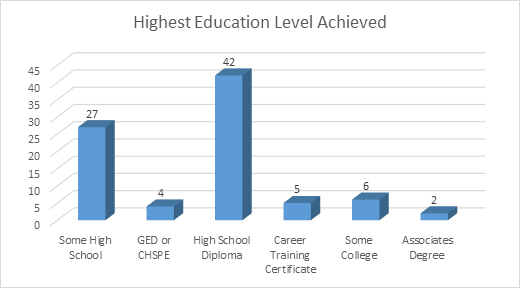 Highest Education Level Achieved
45
40
35
30
25
20
15
10
5
0
27
4
42
5
6
2
Some High
School
GED or
CHSPE
High School
Diploma
Career
Training
Certificate
Some
College
Associates
Degree